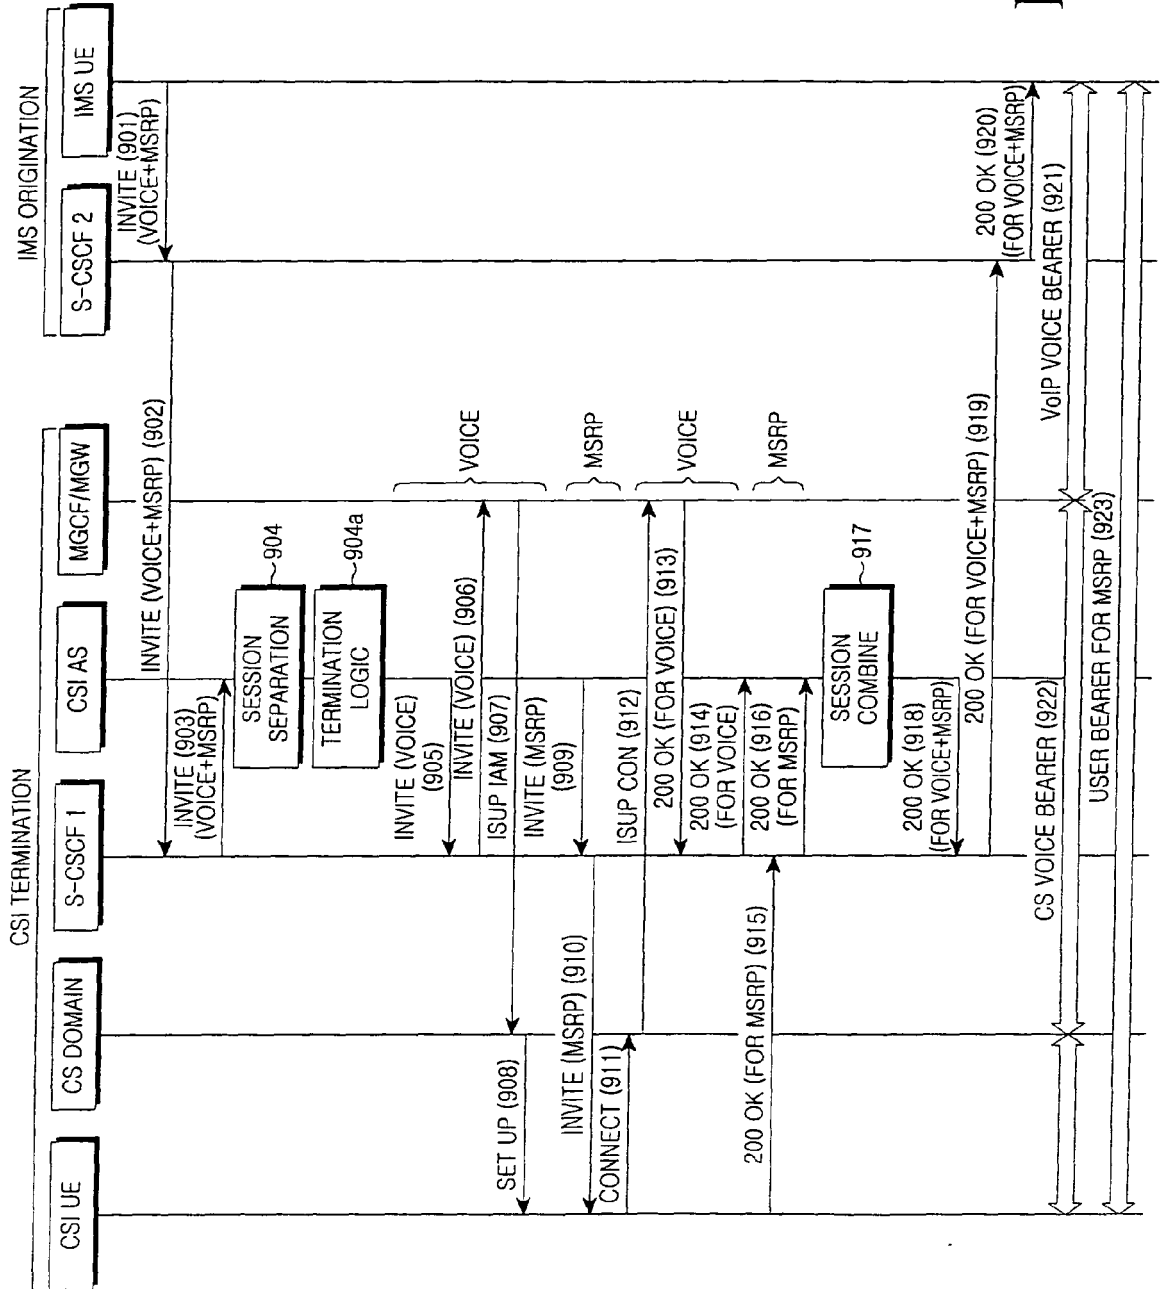 CSI TERMINATION
IMS ORIGINATION
CSI UE
CS DOMAIN
S-CSCF 1
CSI AS
MGCF/MGW
S-CSCF 2
IMS UE
INVITE (901)
(VOICE+MSRP)
INVITE (VOICE+MSRP) (902)
INVITE (903)
(VOICE+MSRP)
SESSION
SEPARATION
904
TERMINATION
LOGIC
904a
INVITE (VOICE)
(905)
INVITE (VOICE) (906)
ISUP IAM (907)
SET UP (908)
VOICE
INVITE (MSRP)
(909)
INVITE (MSRP) (910)
MSRP
CONNECT (911)
ISUP CON (912)
200 OK (FOR VOICE) (913)
200 OK (914)
(FOR VOICE)
VOICE
200 OK (FOR MSRP) (915)
200 OK (916)
(FOR MSRP)
MSRP
SESSION
COMBINE
917
200 OK (918)
(FOR VOICE+MSRP)
200 OK (FOR VOICE+MSRP) (919)
200 OK (920)
(FOR VOICE+MSRP)
VoIP VOICE BEARER (921)
CS VOICE BEARER (922)
USER BEARER FOR MSRP (923)